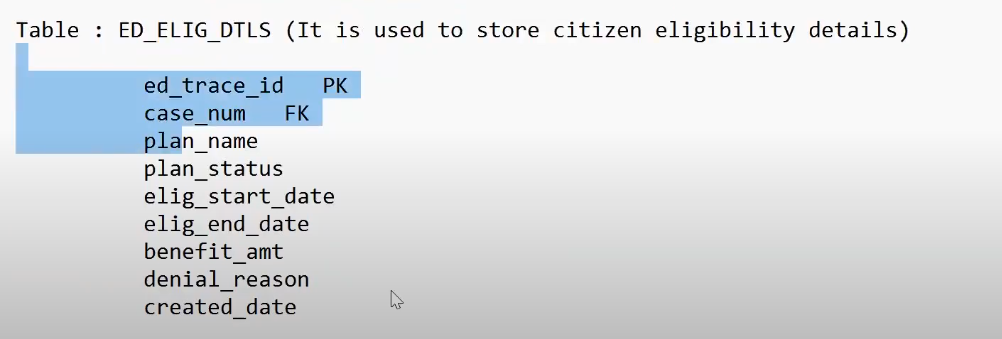 Table : ED_ELIG_DTLS (It is used to store citizen eligibility details)
ed_trace_id PK
case_num FK
plan_name
plan_status
elig_start_date
elig_end_date
benefit_amt
denial_reason
created_date